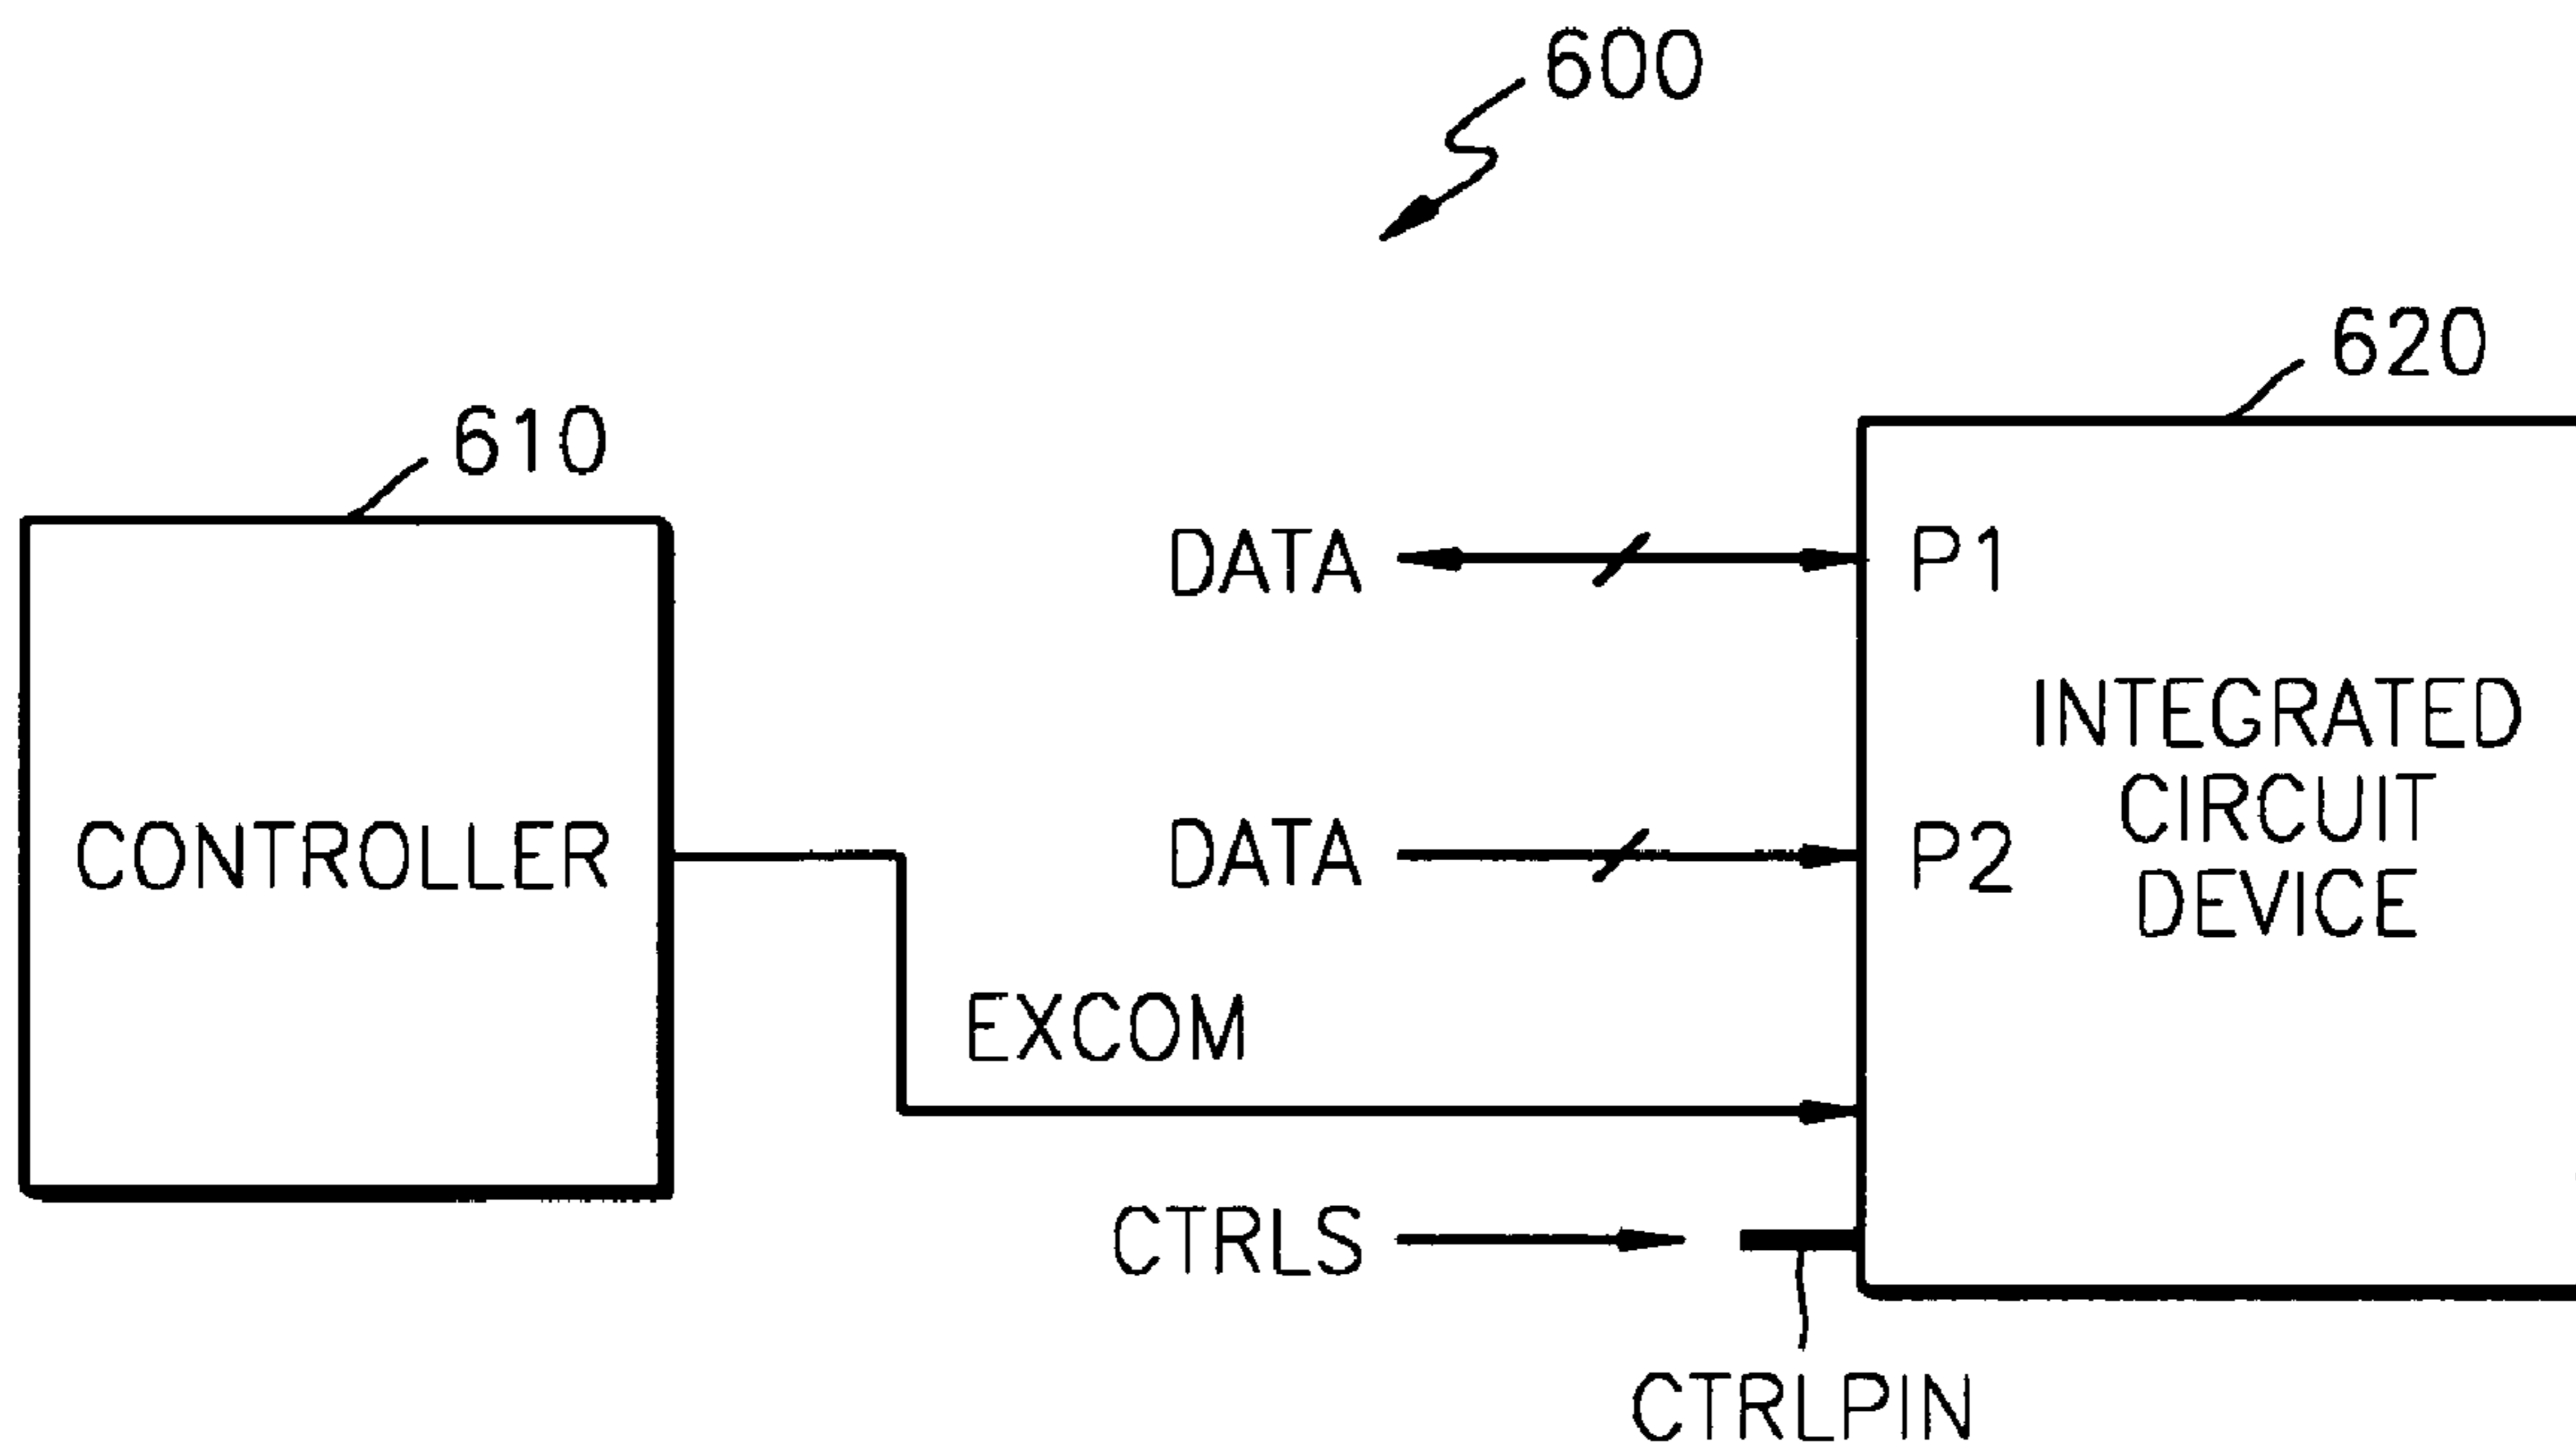 600
620
610
DATA
P1
INTEGRATED
CIRCUIT
DEVICE
CONTROLLER
DATA
P2
EXCOM
CTRLS
CTRLPIN